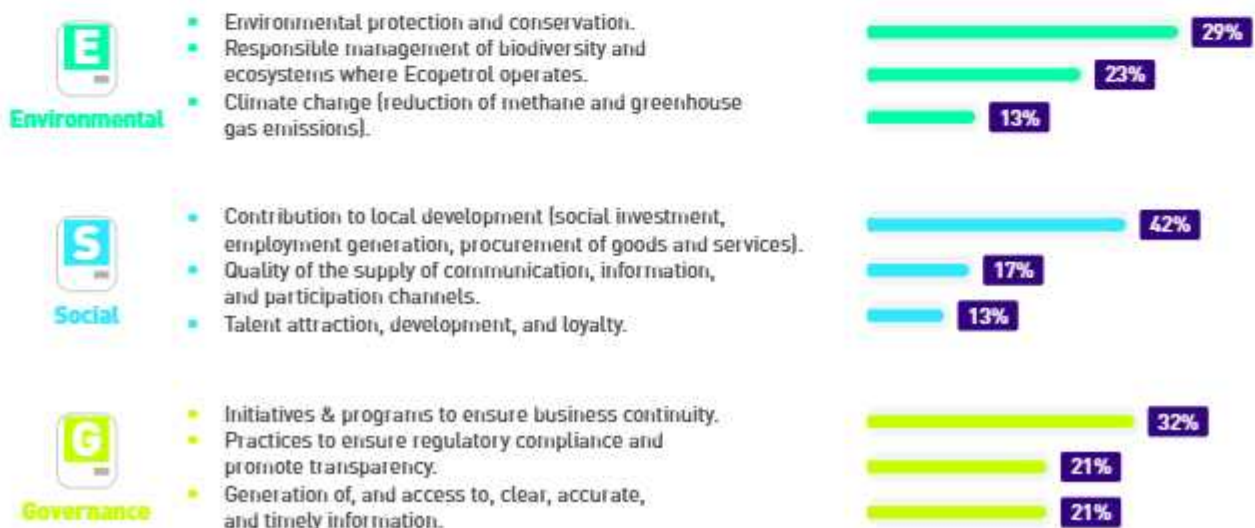 E
Environmental
Environmental protection and conservation.
Responsible management of biodiversity and
ecosystems where Ecopetrol operates.
Climate change (reduction of methane and greenhouse
gas emissions).
29%
23%
13%
S
Social
Contribution to local development (social investment,
employment generation, procurement of goods and services).
Quality of the supply of communication, information,
and participation channels.
Talent attraction, development, and loyalty.
42%
17%
13%
G
Governance
Initiatives & programs to ensure business continuity.
Practices to ensure regulatory compliance and
promote transparency.
Generation of, and access to, clear, accurate,
and timely information.
32%
21%
21%